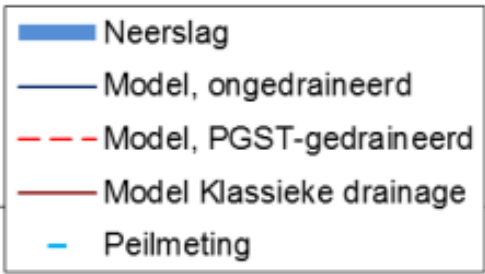 Neerslag
Model, ongedraineerd
Model, PGST-gedraineerd
Model Klassieke drainage
Peilmeting